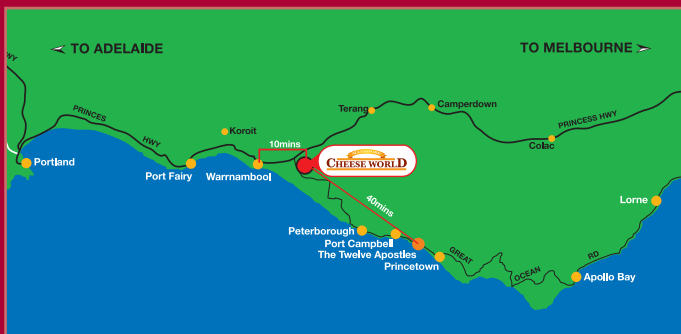 TO ADELAIDE
TO MELBOURNE
HWY
PRINCES
HWY
Koroit
Terang
Camperdown
PRINCESS HWY
Colac
10mins
CHEESE WORLD
Portland
Port Fairy
Warrnambool
40mins
Lorne
Peterborough
Port Campbell
The Twelve Apostles
Princetown
GREAT
OCEAN
RD
Apollo Bay